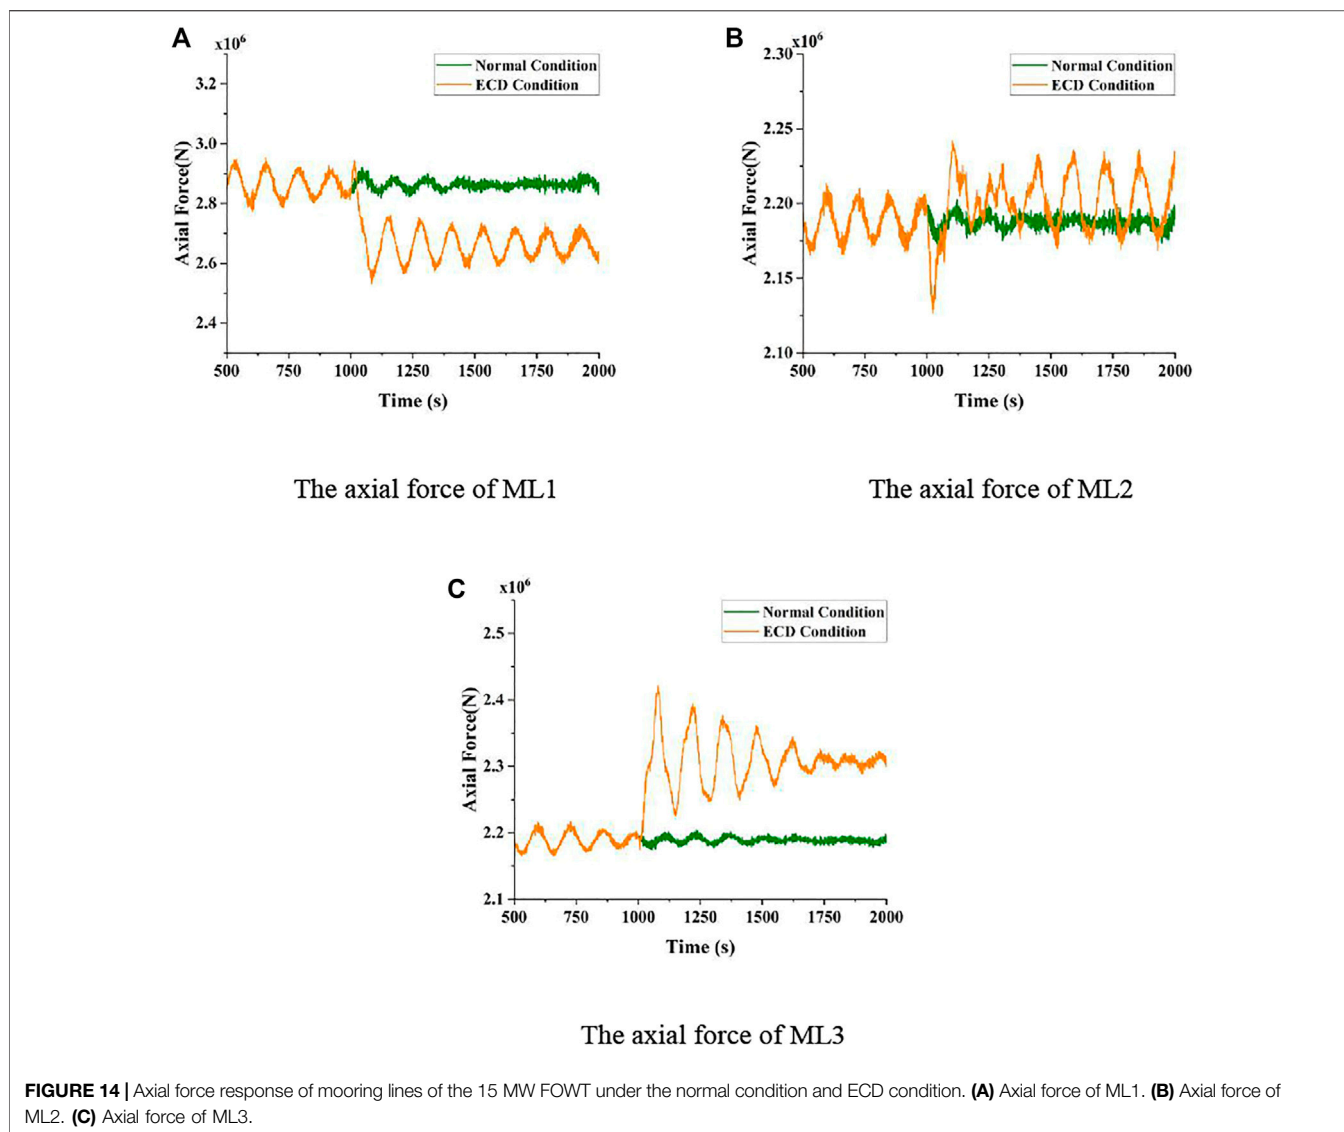 A
x10⁶
Normal Condition
ECD Condition
3.2
3.0
2.8
2.6
2.4
Axial Force(N)
500 750 1000 1250 1500 1750 2000
Time (s)
The axial force of ML1
B
x10⁶
Normal Condition
ECD Condition
2.30
2.25
2.20
2.15
2.10
Axial Force(N)
500 750 1000 1250 1500 1750 2000
Time (s)
The axial force of ML2
C
x10⁶
Normal Condition
ECD Condition
2.5
2.4
2.3
2.2
2.1
Axial Force(N)
500 750 1000 1250 1500 1750 2000
Time (s)
The axial force of ML3
FIGURE 14 | Axial force response of mooring lines of the 15 MW FOWT under the normal condition and ECD condition. (A) Axial force of ML1. (B) Axial force of
ML2. (C) Axial force of ML3.